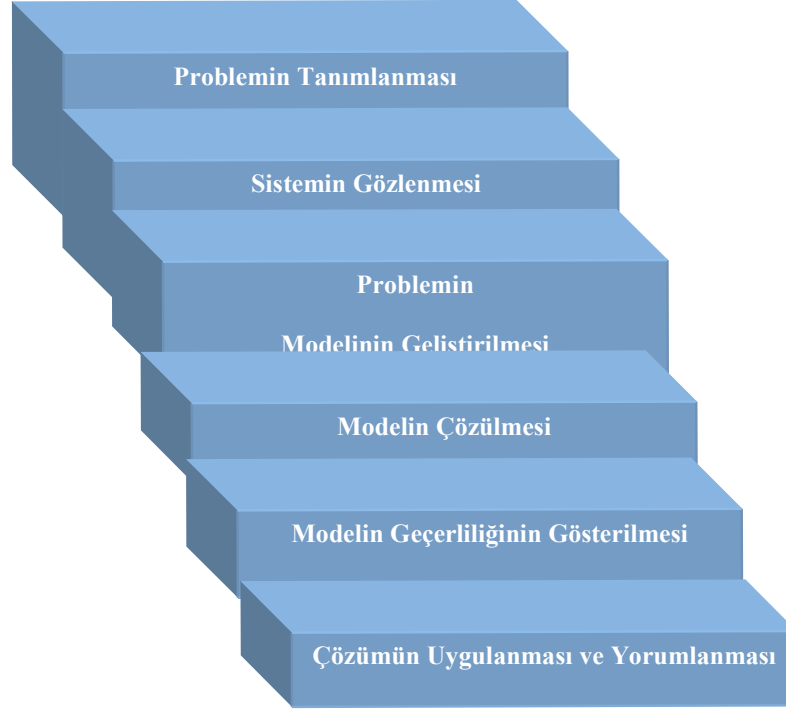 Problemin Tanımlanması
Sistemin Gözlenmesi
Problemin
Modelinin Geliştirilmesi
Modelin Çözülmesi
Modelin Geçerliliğinin Gösterilmesi
Çözümün Uygulanması ve Yorumlanması